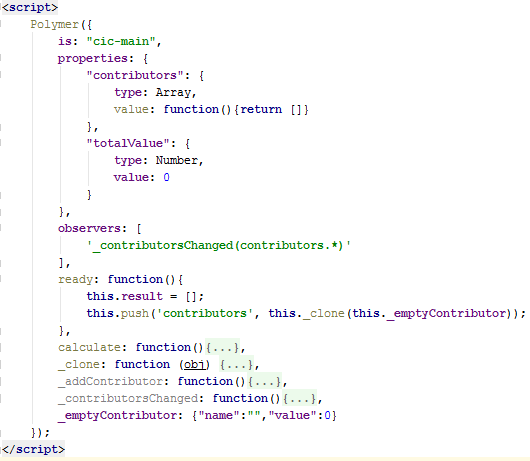 <script>
    Polymer({
        is: "cic-main",
        properties: {
            "contributors": {
                type: Array,
                value: function(){return []}
            },
            "totalValue": {
                type: Number,
                value: 0
            }
        },
        observers: [
            '_contributorsChanged(contributors.*)'
        ],
        ready: function(){
            this.result = [];
            this.push('contributors', this._clone(this._emptyContributor));
        },
        calculate: function(){...},
        _clone: function (obj) {...},
        _addContributor: function(){...},
        _contributorsChanged: function(){...},
        _emptyContributor: {"name":"","value":0}
    });
</script>